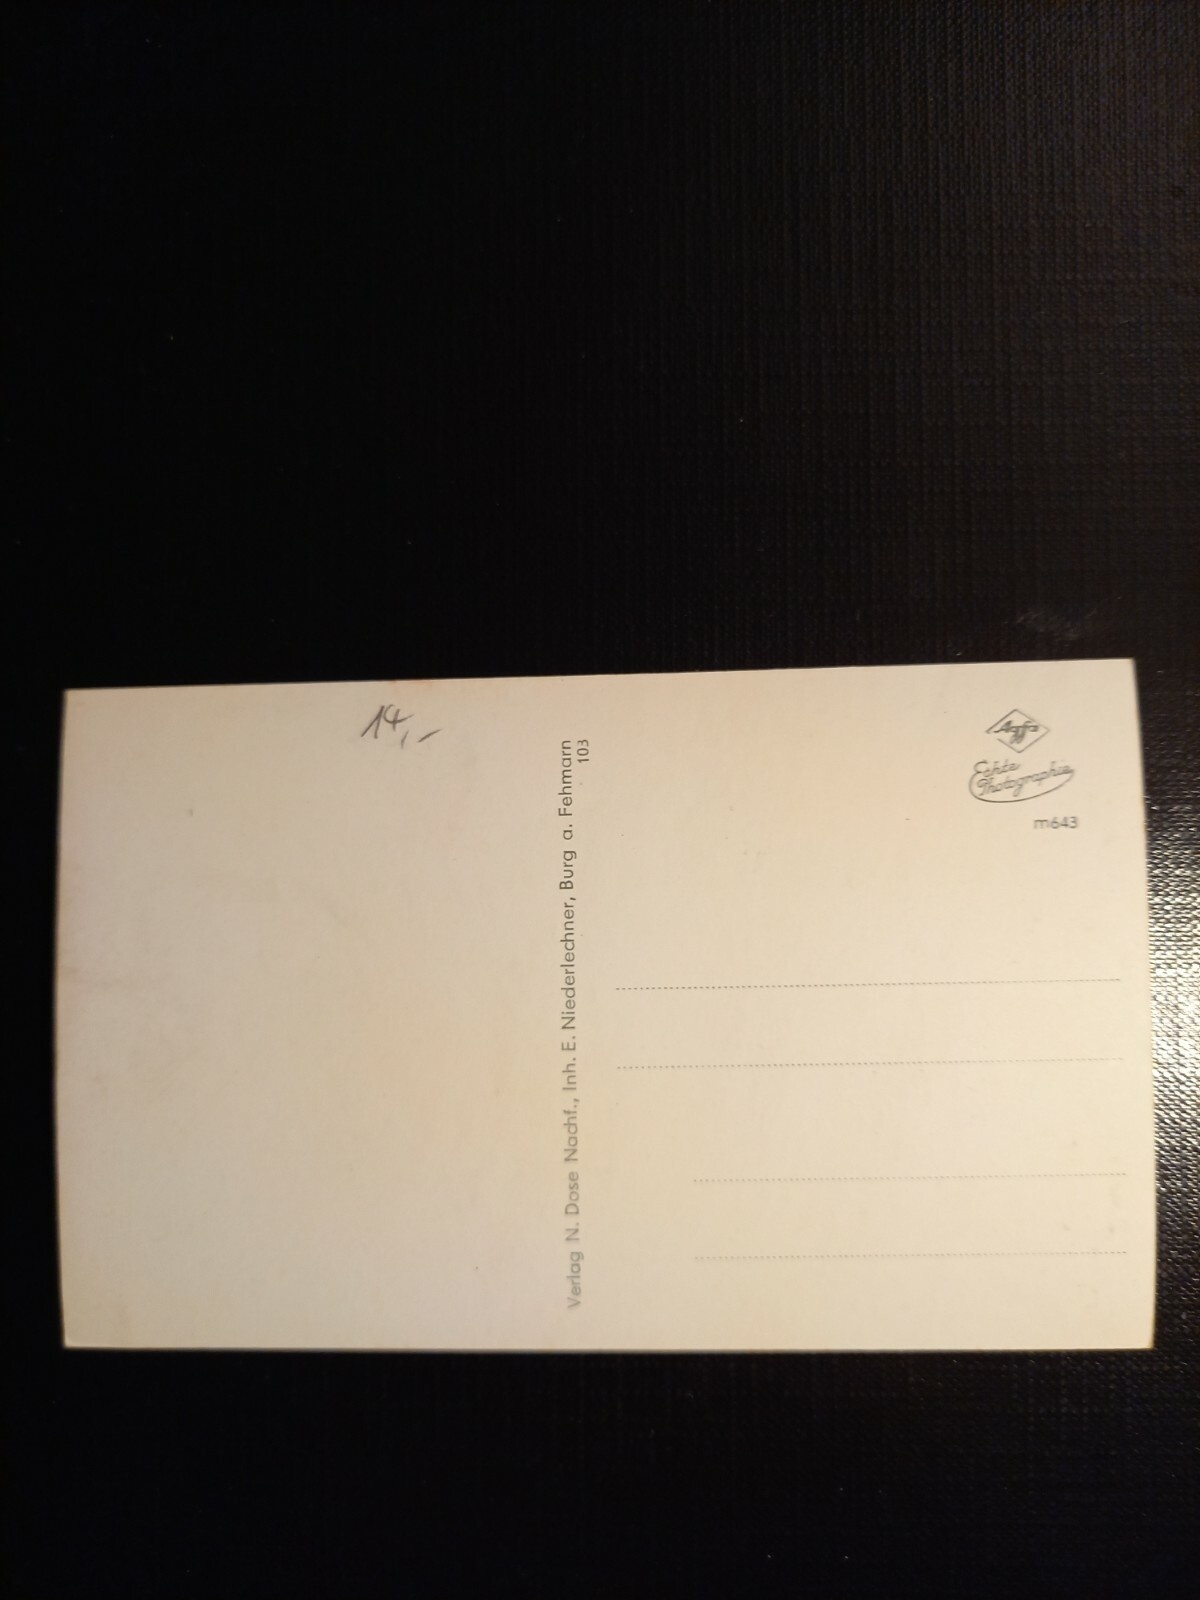 14,-
Verlag N. Dose Nachf., Inh. E. Niederlechner, Burg a. Fehmarn
103
Agfa
Echte
Photographie
m643